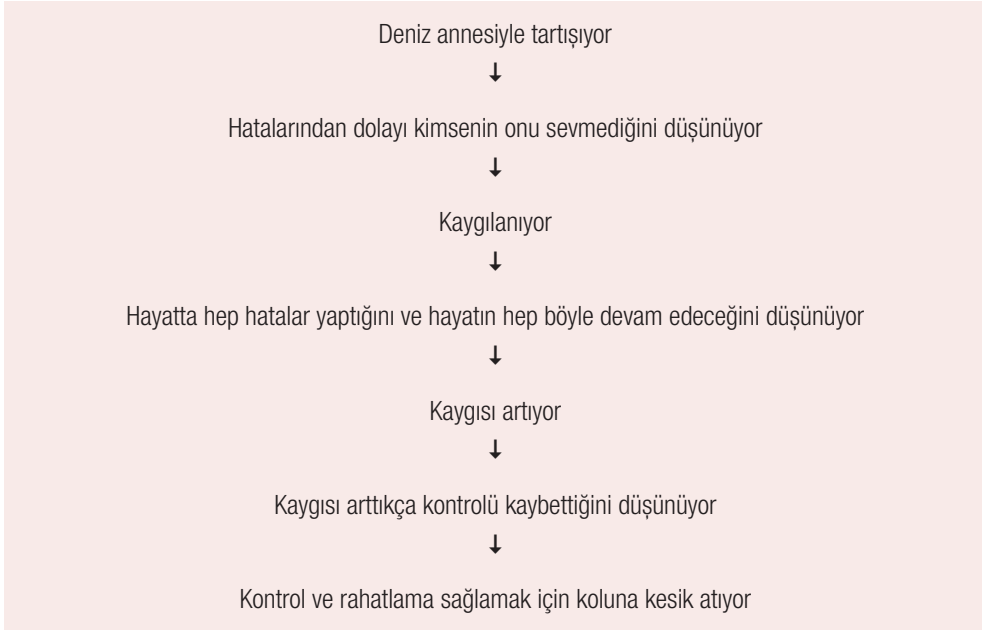 Deniz annesiyle tartışıyor
↓
Hatalarından dolayı kimsenin onu sevmediğini düşünüyor
↓
Kaygılanıyor
↓
Hayatta hep hatalar yaptığını ve hayatın hep böyle devam edeceğini düşünüyor
↓
Kaygısı artıyor
↓
Kaygısı arttıkça kontrolü kaybettiğini düşünüyor
↓
Kontrol ve rahatlama sağlamak için koluna kesik atıyor